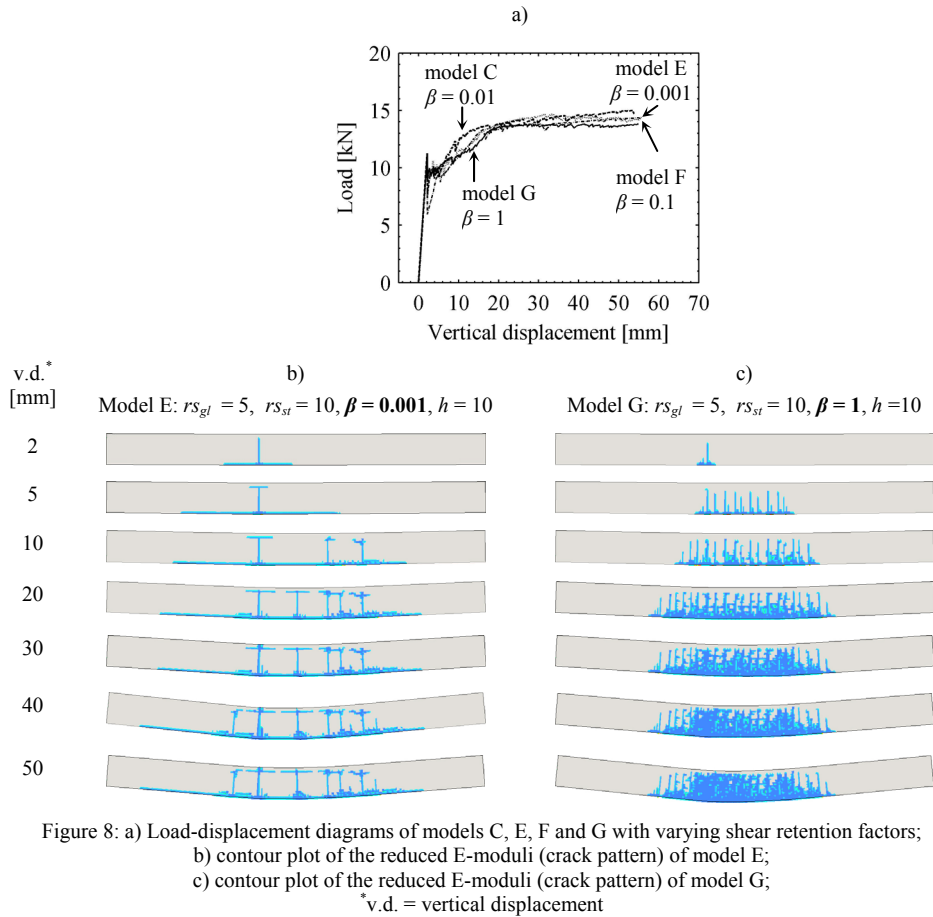 a)
20
15
10
5
0
Load [kN]
model C
β = 0.01
model E
β = 0.001
model G
β = 1
model F
β = 0.1
0 10 20 30 40 50 60 70
Vertical displacement [mm]
v.d.*
[mm]
b)
c)
Model E: rs_gl = 5, rs_st = 10, β = 0.001, h = 10
Model G: rs_gl = 5, rs_st = 10, β = 1, h =10
2
5
10
20
30
40
50
Figure 8: a) Load-displacement diagrams of models C, E, F and G with varying shear retention factors;
b) contour plot of the reduced E-moduli (crack pattern) of model E;
c) contour plot of the reduced E-moduli (crack pattern) of model G;
*v.d. = vertical displacement